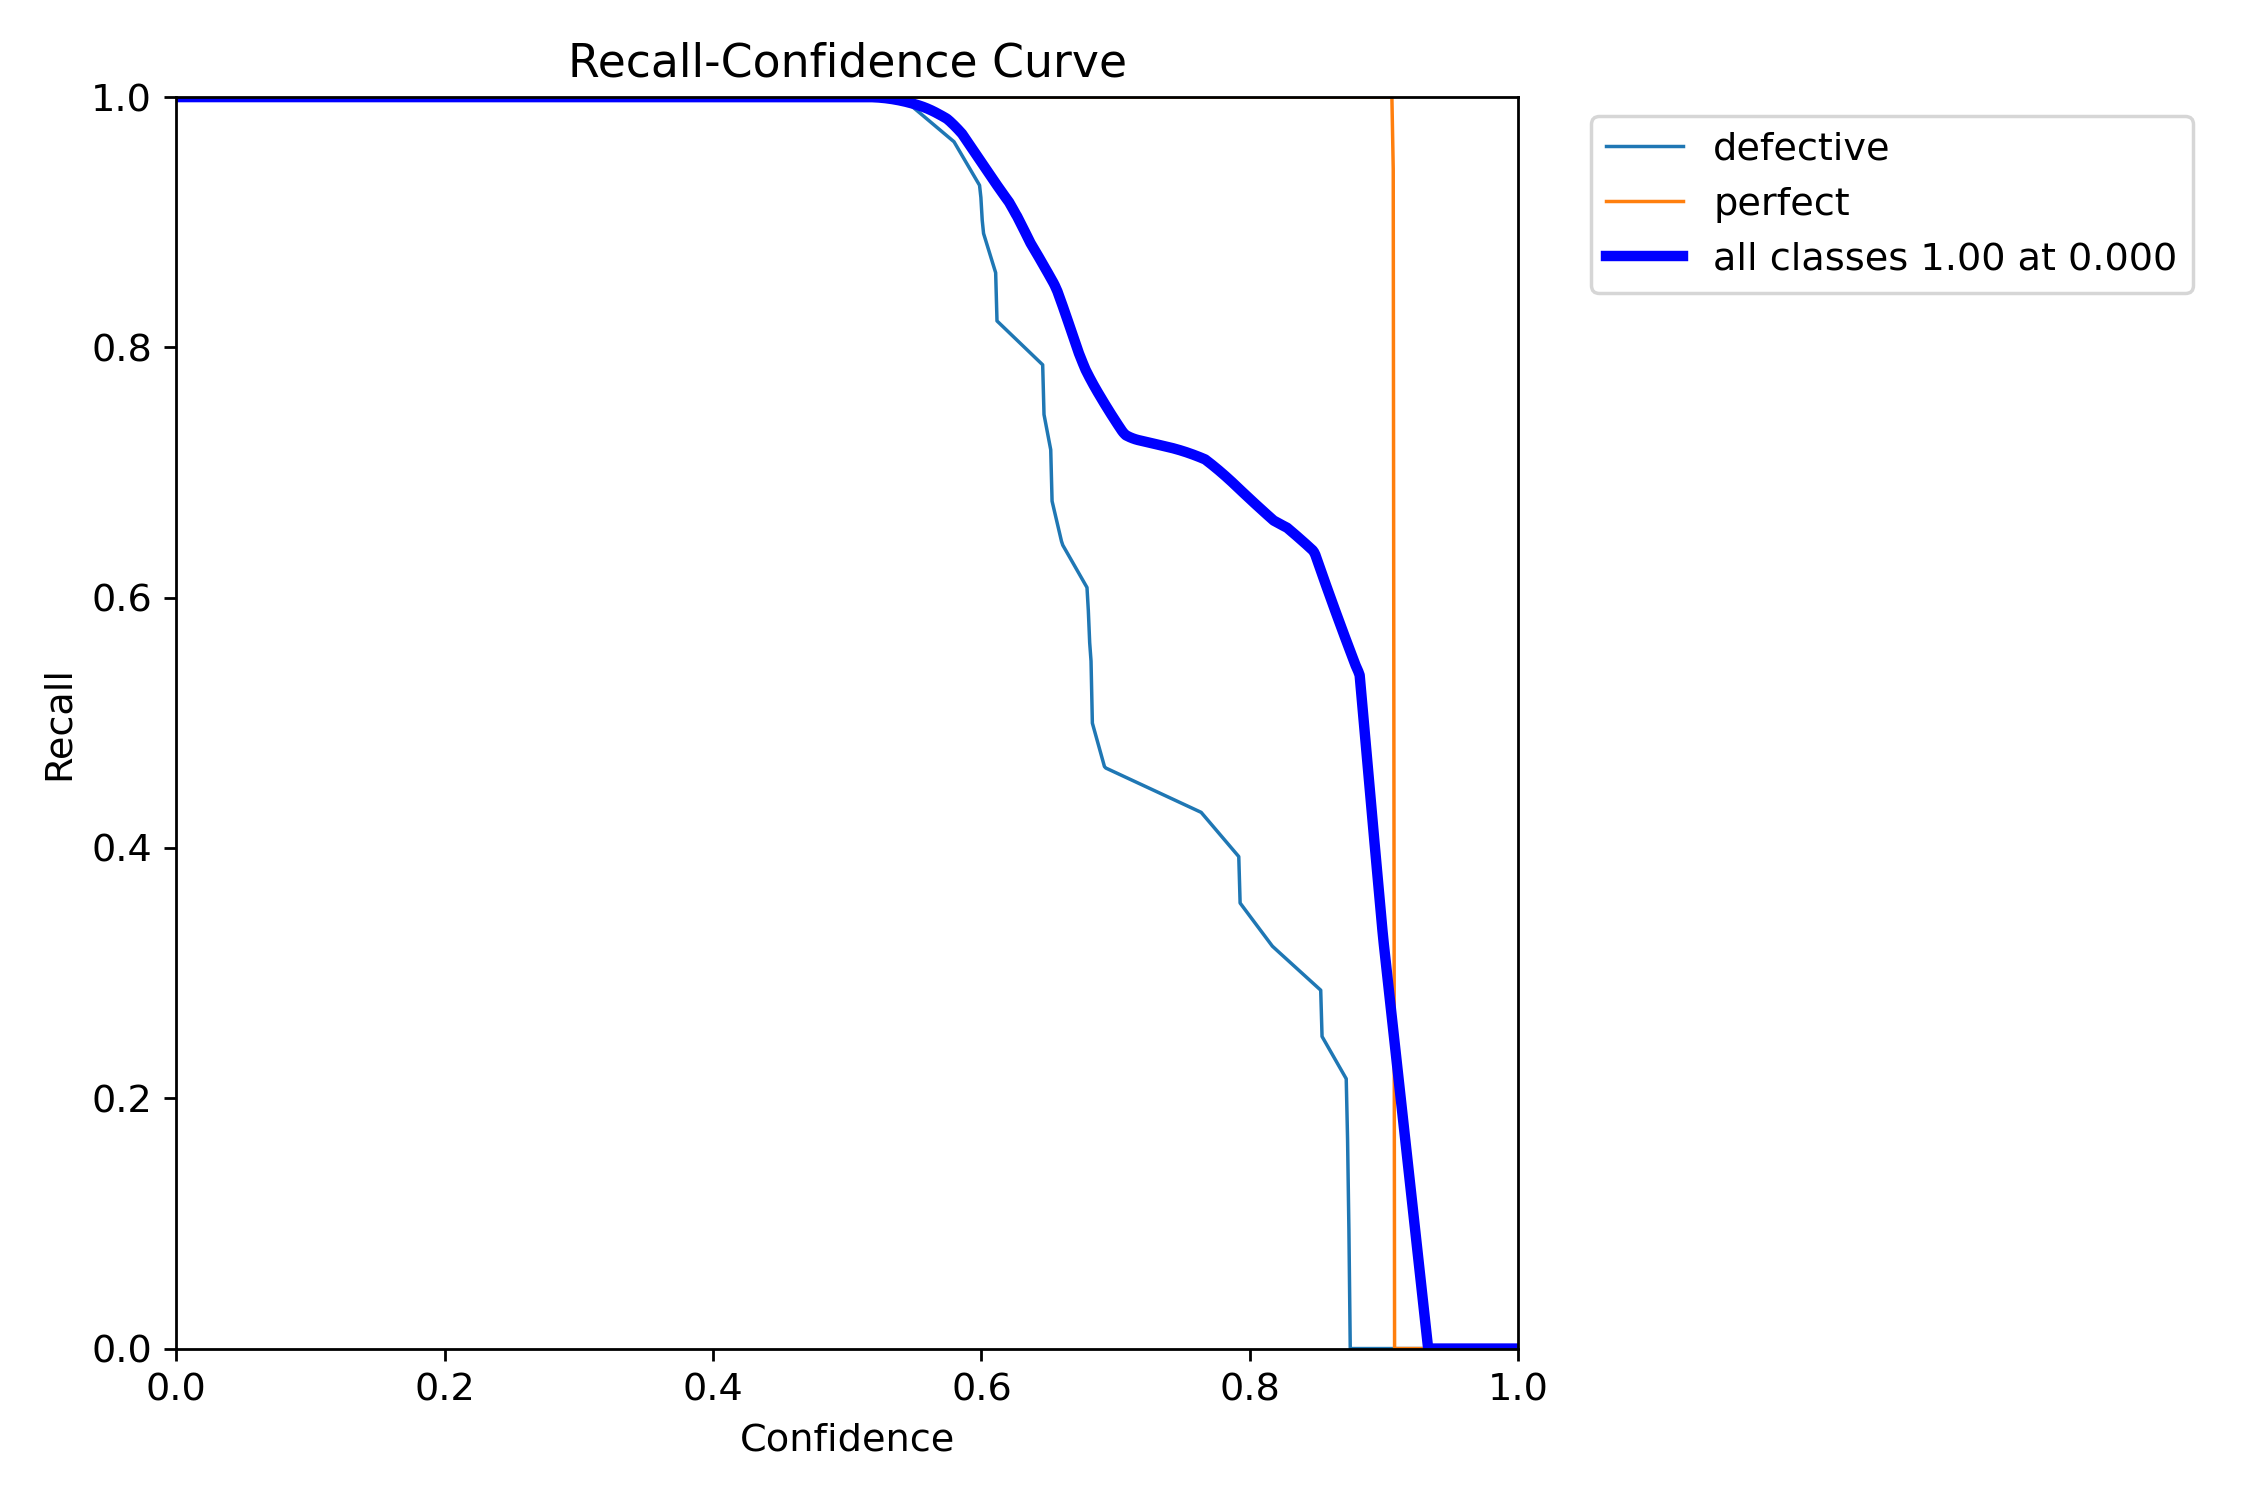 Recall-Confidence Curve
1.0
0.8
0.6
0.4
0.2
0.0
Recall
0.0 0.2 0.4 0.6 0.8 1.0
Confidence
defective
perfect
all classes 1.00 at 0.000